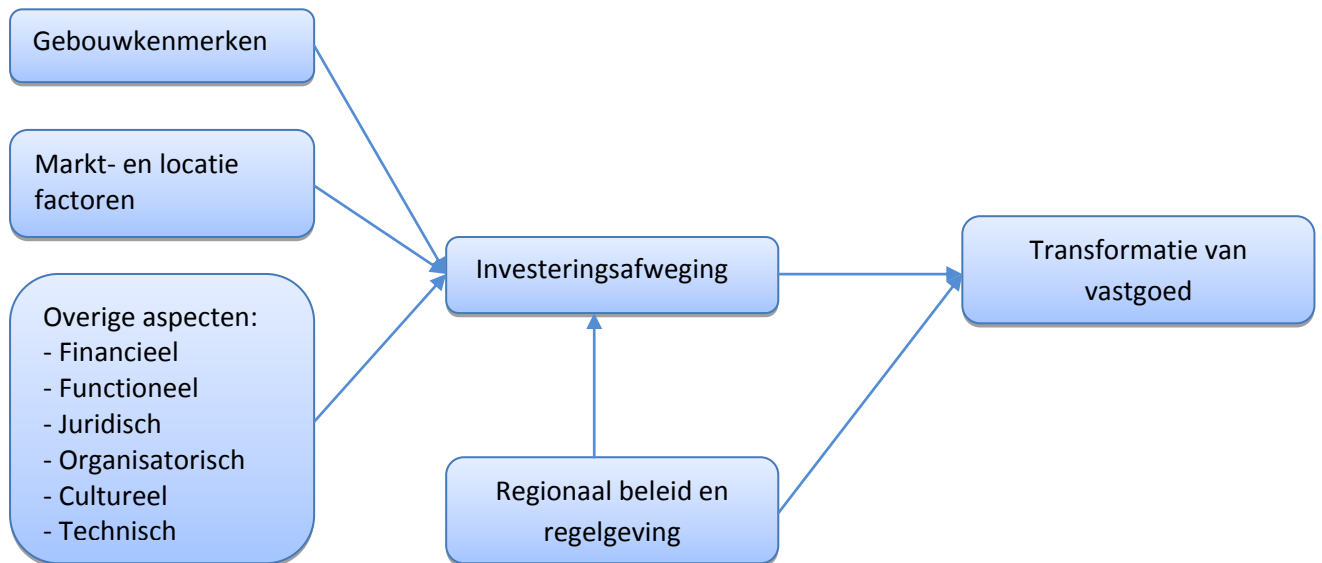 Gebouwkenmerken
Markt- en locatie
factoren
Overige aspecten:
- Financieel
- Functioneel
- Juridisch
- Organisatorisch
- Cultureel
- Technisch
Investeringsafweging
Regionaal beleid en
regelgeving
Transformatie van
vastgoed